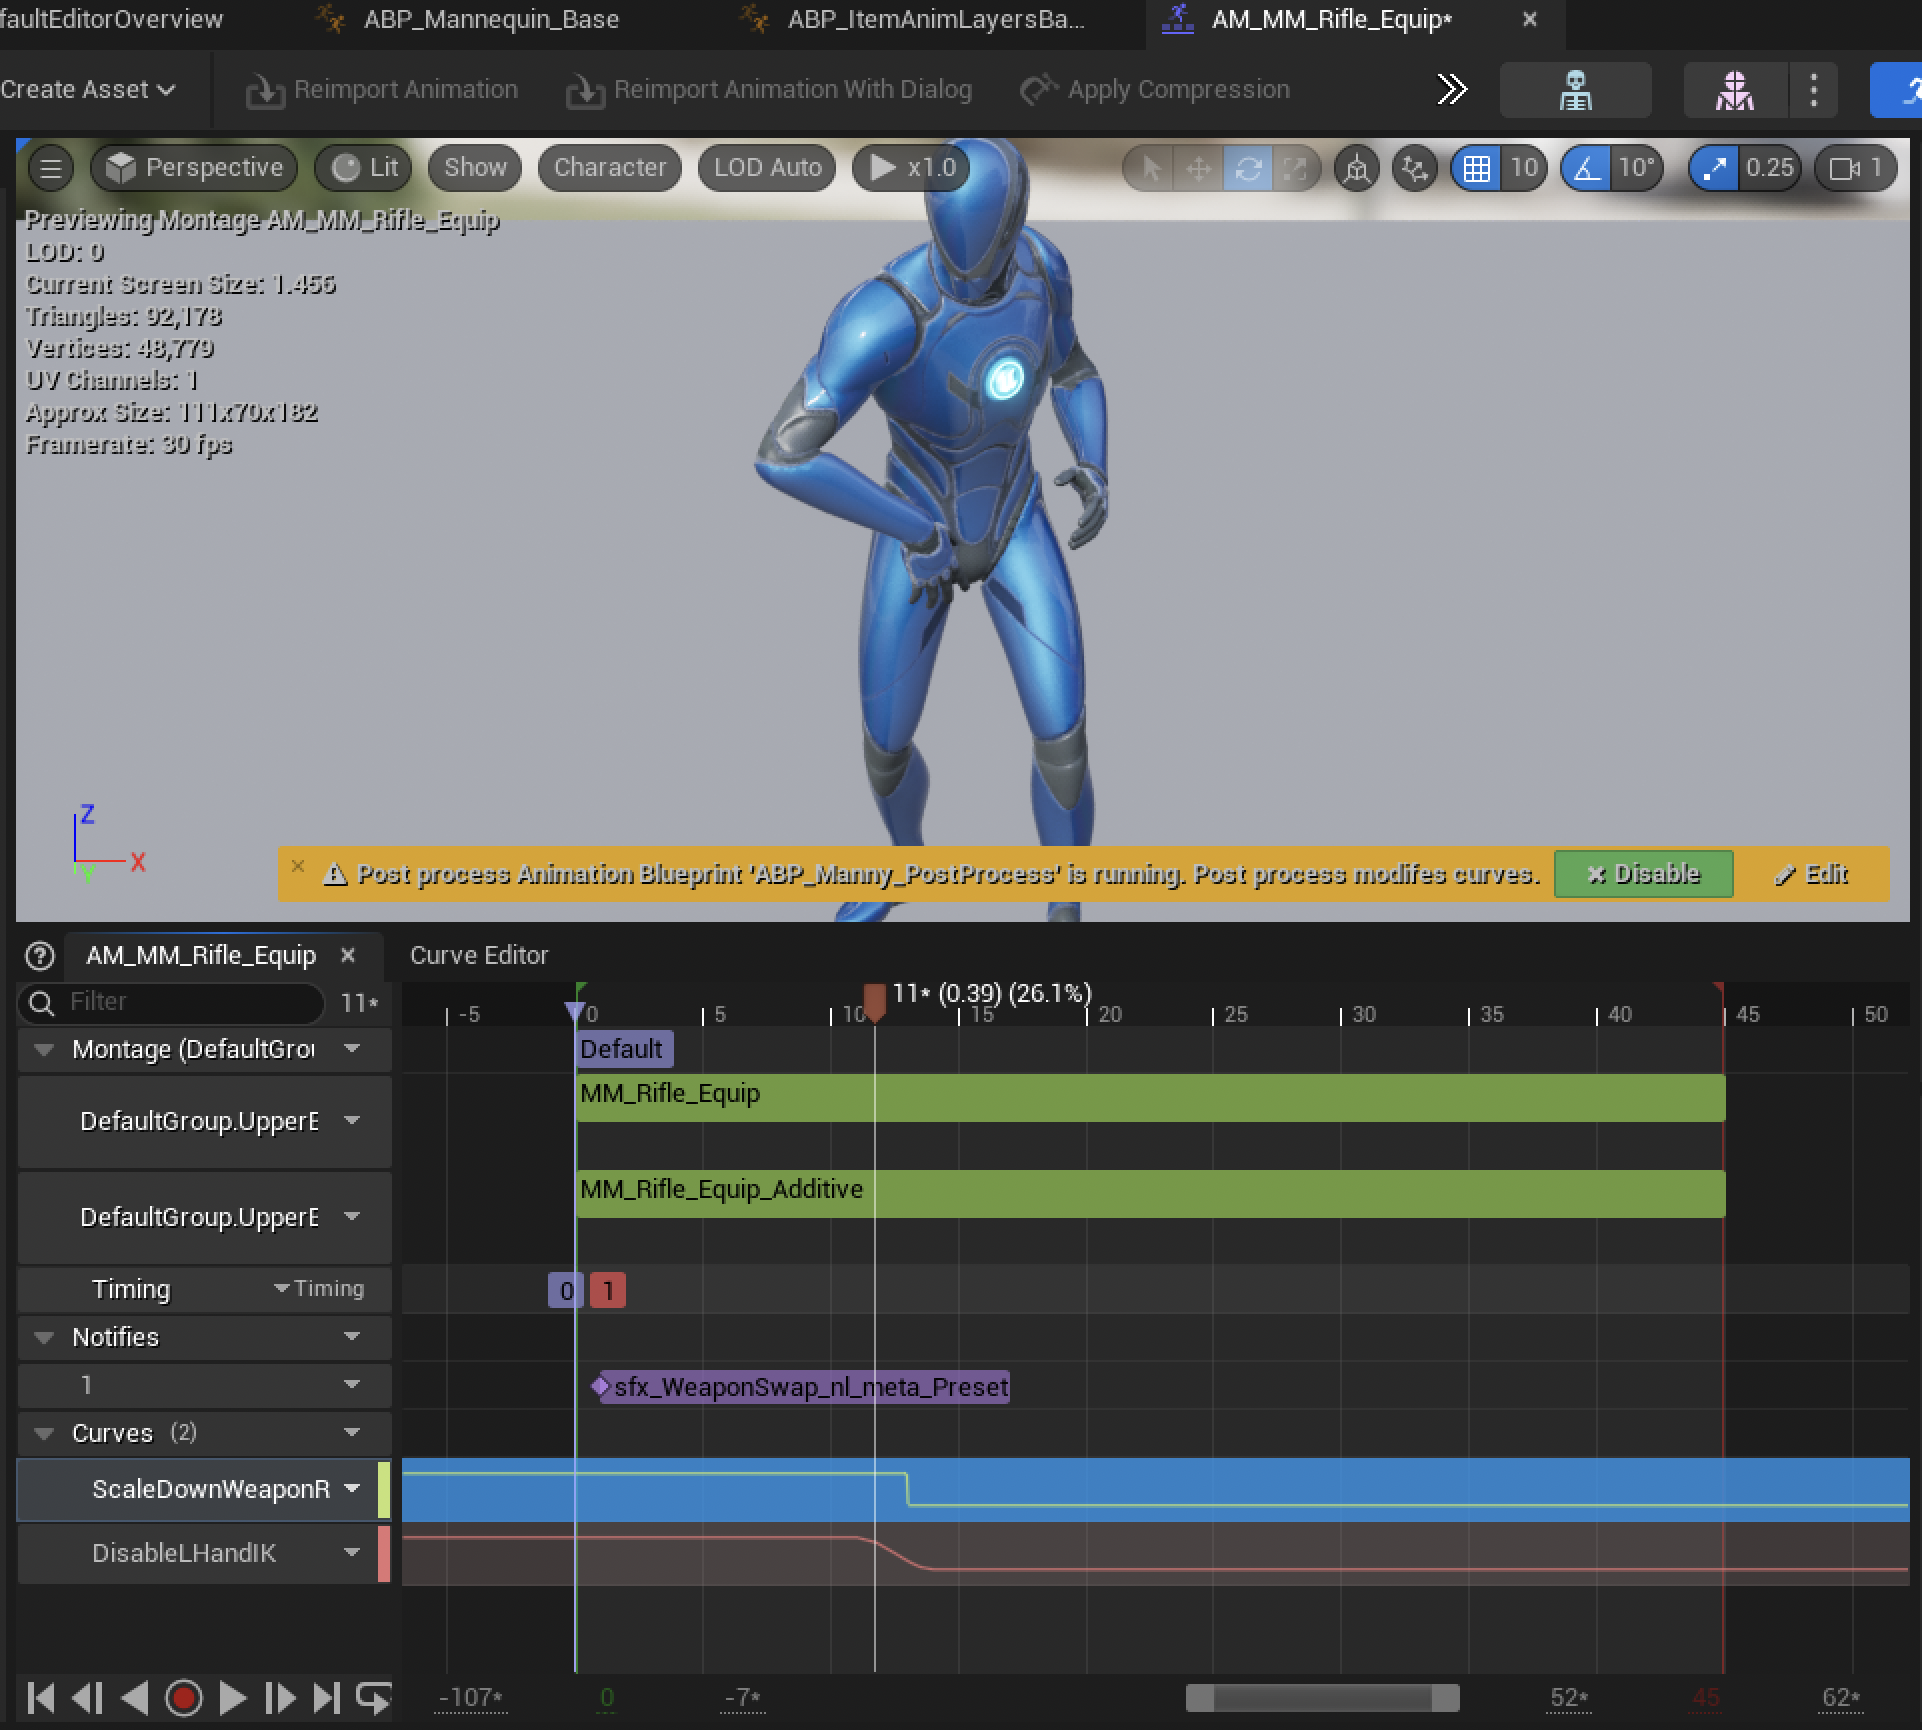 faultEditorOverview
ABP_Mannequin_Base
ABP_ItemAnimLayersBa...
AM_MM_Rifle_Equip*
Create Asset
Reimport Animation
Reimport Animation With Dialog
Apply Compression
Perspective
Lit
Show
Character
LOD Auto
x1.0
10
10°
0.25
1
Previewing Montage AM_MM_Rifle_Equip
LOD: 0
Current Screen Size: 1.456
Triangles: 92,178
Vertices: 48,779
UV Channels: 1
Approx Size: 111x70x182
Framerate: 30 fps
Z
X
Y
Post process Animation Blueprint 'ABP_Manny_PostProcess' is running. Post process modifes curves.
Disable
Edit
AM_MM_Rifle_Equip
Curve Editor
Filter
11*
11* (0.39) (26.1%)
-5
0
5
10
15
20
25
30
35
40
45
50
Montage (DefaultGrou
Default
DefaultGroup.UpperB
MM_Rifle_Equip
DefaultGroup.UpperB
MM_Rifle_Equip_Additive
Timing
Timing
0
1
Notifies
1
sfx_WeaponSwap_nl_meta_Preset
Curves (2)
ScaleDownWeaponR
DisableLHandIK
-107*
0
-7*
52*
45
62*